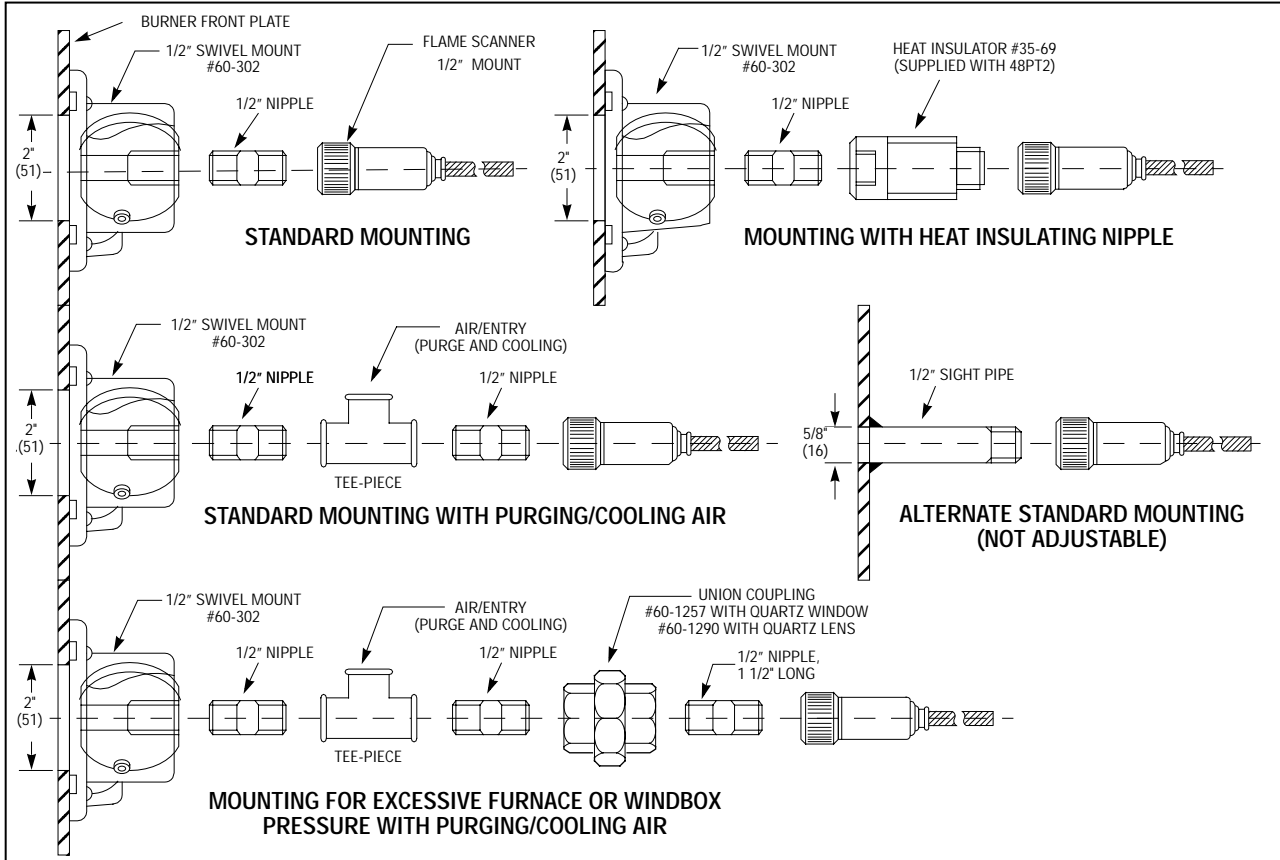 BURNER FRONT PLATE
1/2" SWIVEL MOUNT
#60-302
1/2" NIPPLE
FLAME SCANNER
1/2" MOUNT
2"
(51)
STANDARD MOUNTING
1/2" SWIVEL MOUNT
#60-302
1/2" NIPPLE
HEAT INSULATOR #35-69
(SUPPLIED WITH 48PT2)
2"
(51)
MOUNTING WITH HEAT INSULATING NIPPLE
1/2" SWIVEL MOUNT
#60-302
1/2" NIPPLE
AIR/ENTRY
(PURGE AND COOLING)
1/2" NIPPLE
2"
(51)
TEE-PIECE
STANDARD MOUNTING WITH PURGING/COOLING AIR
1/2" SIGHT PIPE
5/8"
(16)
ALTERNATE STANDARD MOUNTING
(NOT ADJUSTABLE)
1/2" SWIVEL MOUNT
#60-302
1/2" NIPPLE
AIR/ENTRY
(PURGE AND COOLING)
1/2" NIPPLE
UNION COUPLING
#60-1257 WITH QUARTZ WINDOW
#60-1290 WITH QUARTZ LENS
1/2" NIPPLE,
1 1/2" LONG
2"
(51)
TEE-PIECE
MOUNTING FOR EXCESSIVE FURNACE OR WINDBOX
PRESSURE WITH PURGING/COOLING AIR